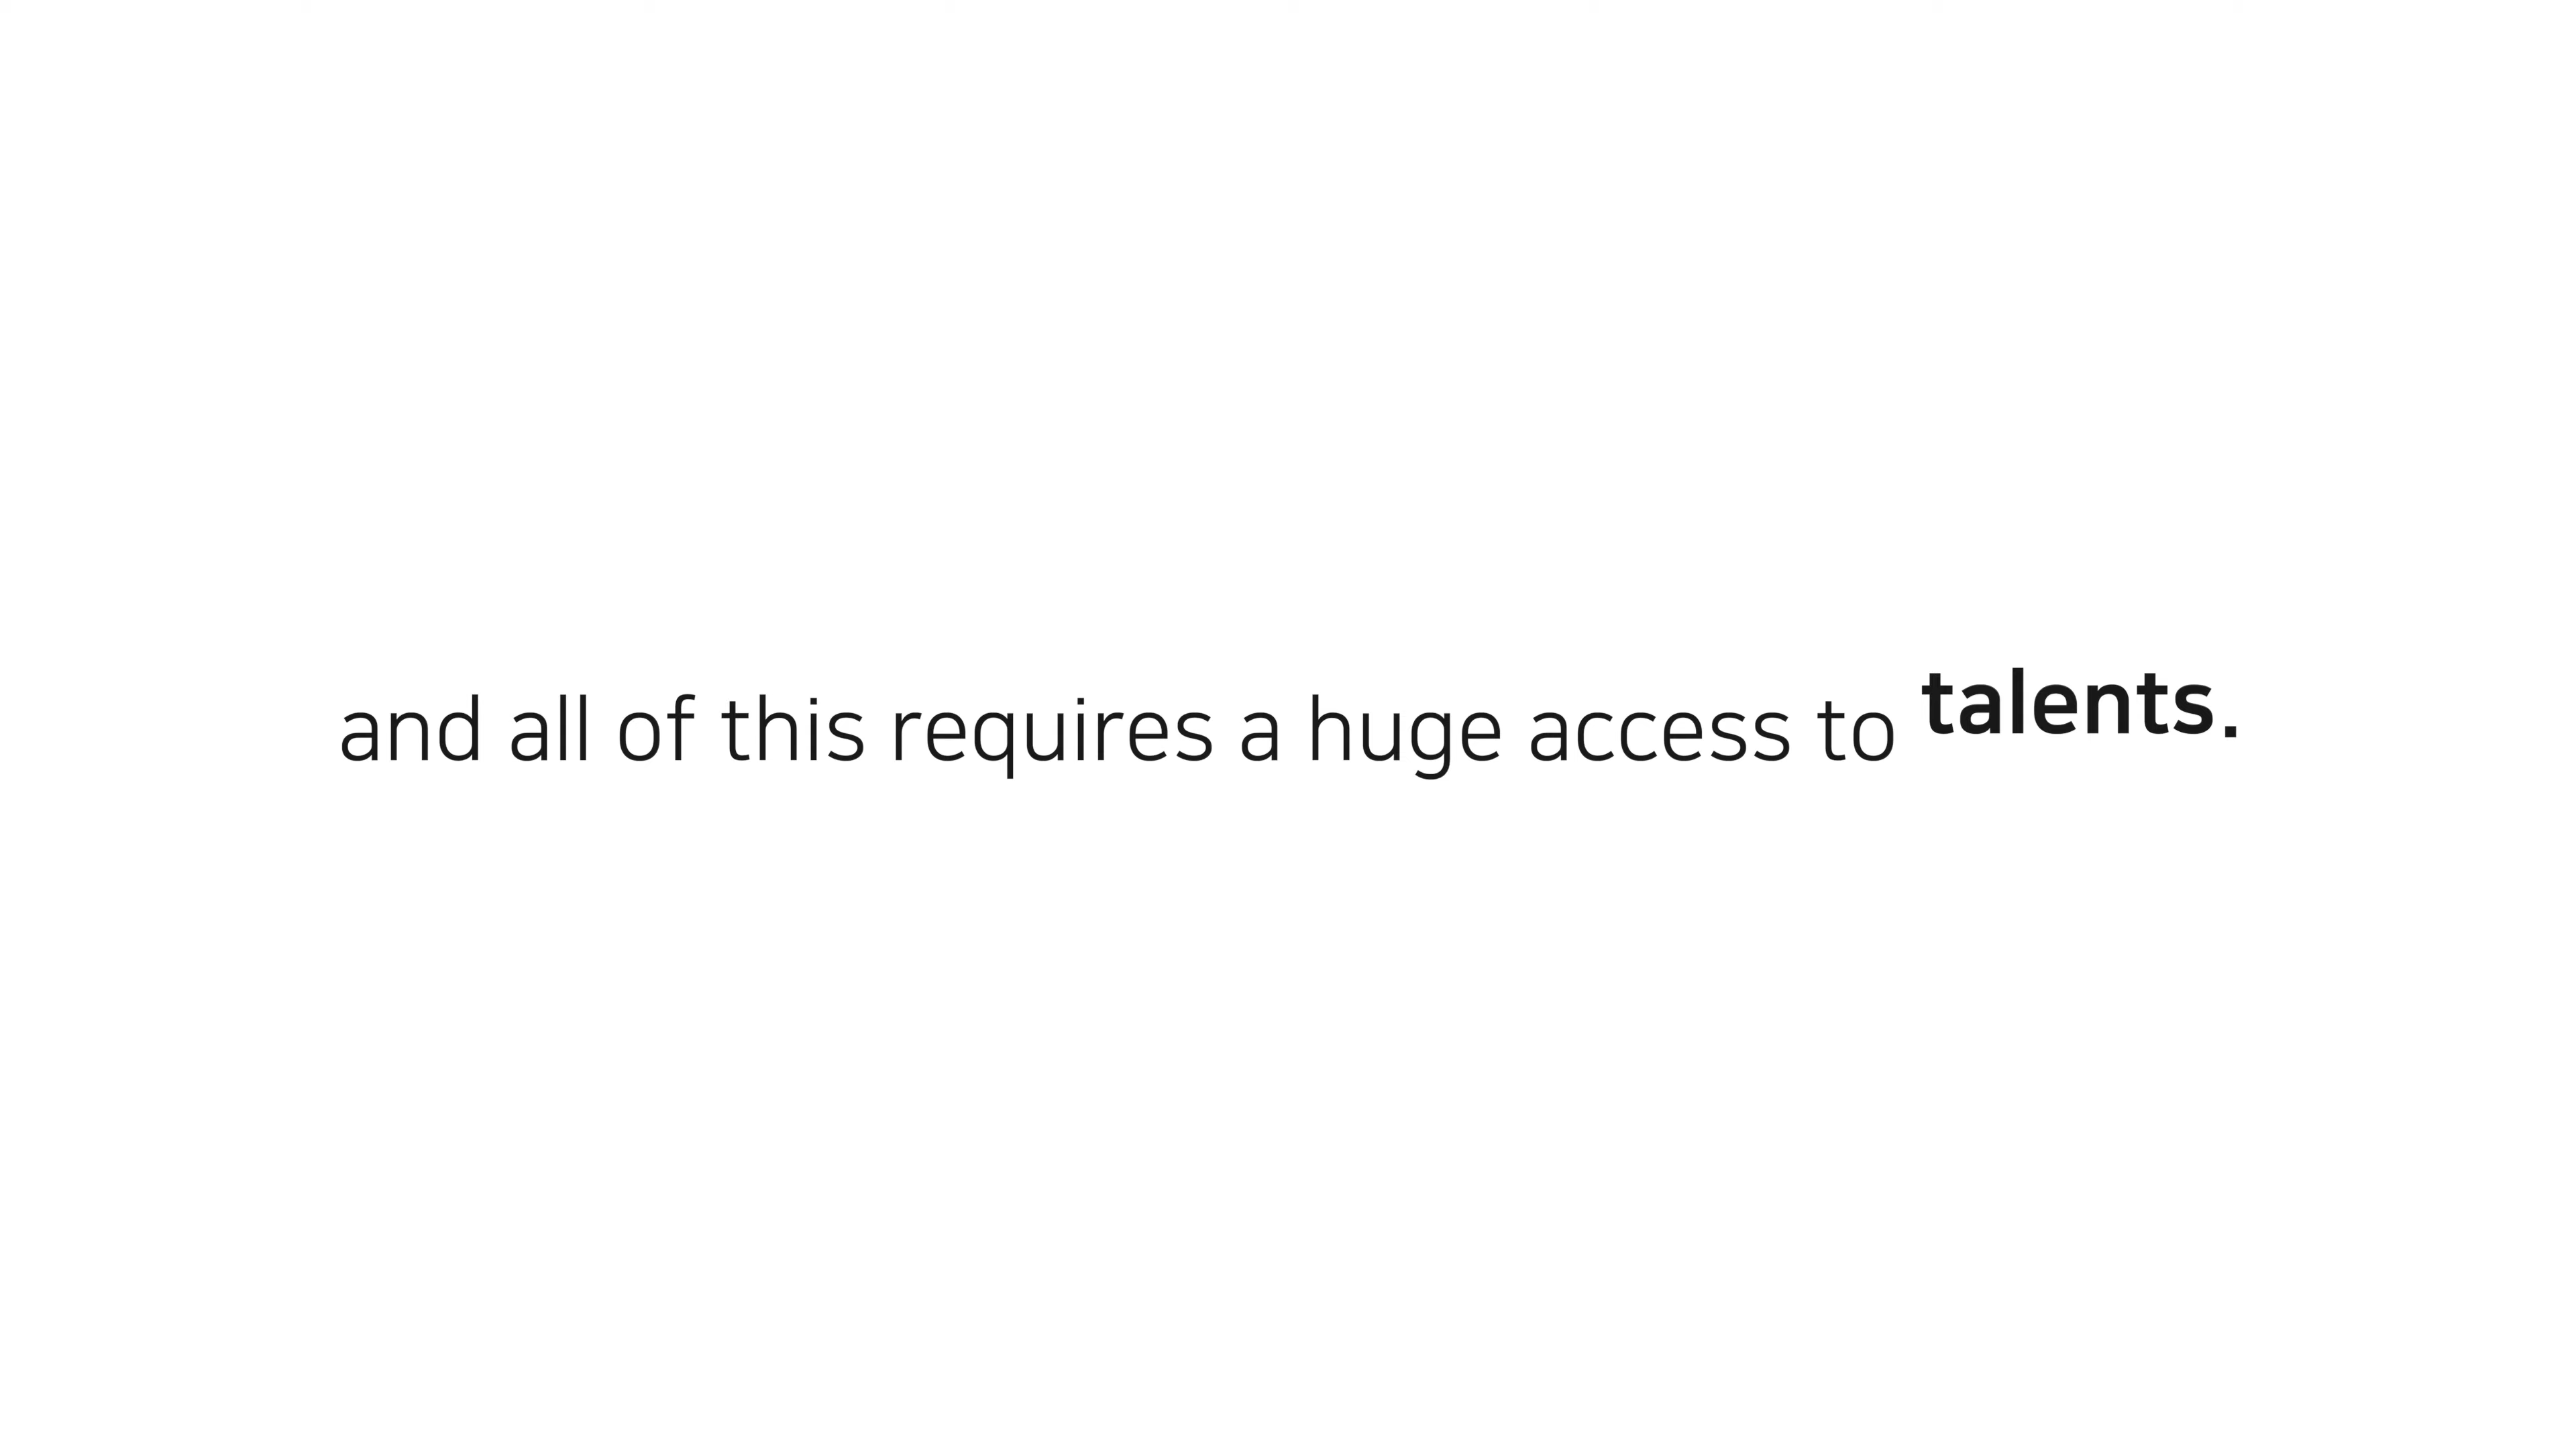 and all of this requires a huge access to talents.